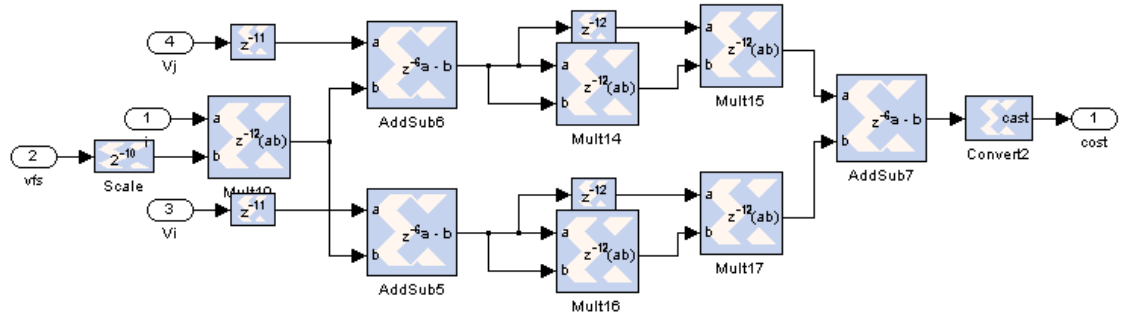 4
Vj
z⁻¹¹
a
b
z⁻⁶a - b
AddSub6
z⁻¹²
a
b
z⁻¹²(ab)
Mult14
a
b
z⁻¹²(ab)
Mult15
1
i
2
vfs
2⁻¹⁰
Scale
a
b
z⁻¹²(ab)
3
Vi
z⁻¹¹
a
b
z⁻⁶a - b
AddSub5
z⁻¹²
a
b
z⁻¹²(ab)
Mult16
a
b
z⁻¹²(ab)
Mult17
a
b
z⁻⁶a - b
AddSub7
cast
Convert2
1
cost